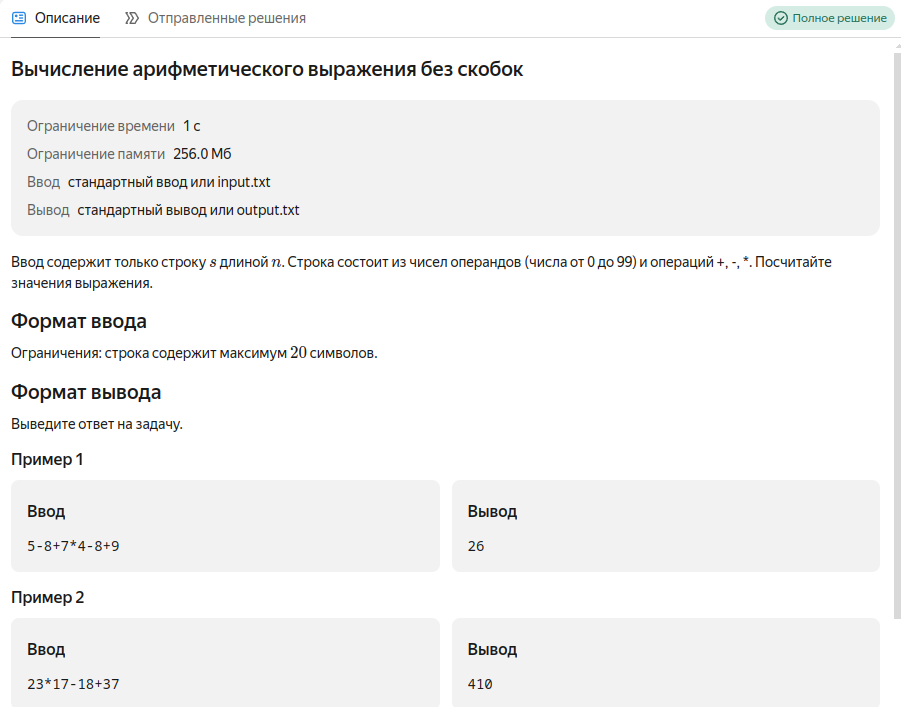 Описание
Отправленные решения
Полное решение
Вычисление арифметического выражения без скобок
Ограничение времени 1 с
Ограничение памяти 256.0 Мб
Ввод стандартный ввод или input.txt
Вывод стандартный вывод или output.txt
Ввод содержит только строку s длиной n. Строка состоит из чисел операндов (числа от 0 до 99) и операций +, -, *. Посчитайте
значения выражения.
Формат ввода
Ограничения: строка содержит максимум 20 символов.
Формат вывода
Выведите ответ на задачу.
Пример 1
Ввод
5-8+7*4-8+9
Вывод
26
Пример 2
Ввод
23*17-18+37
Вывод
410